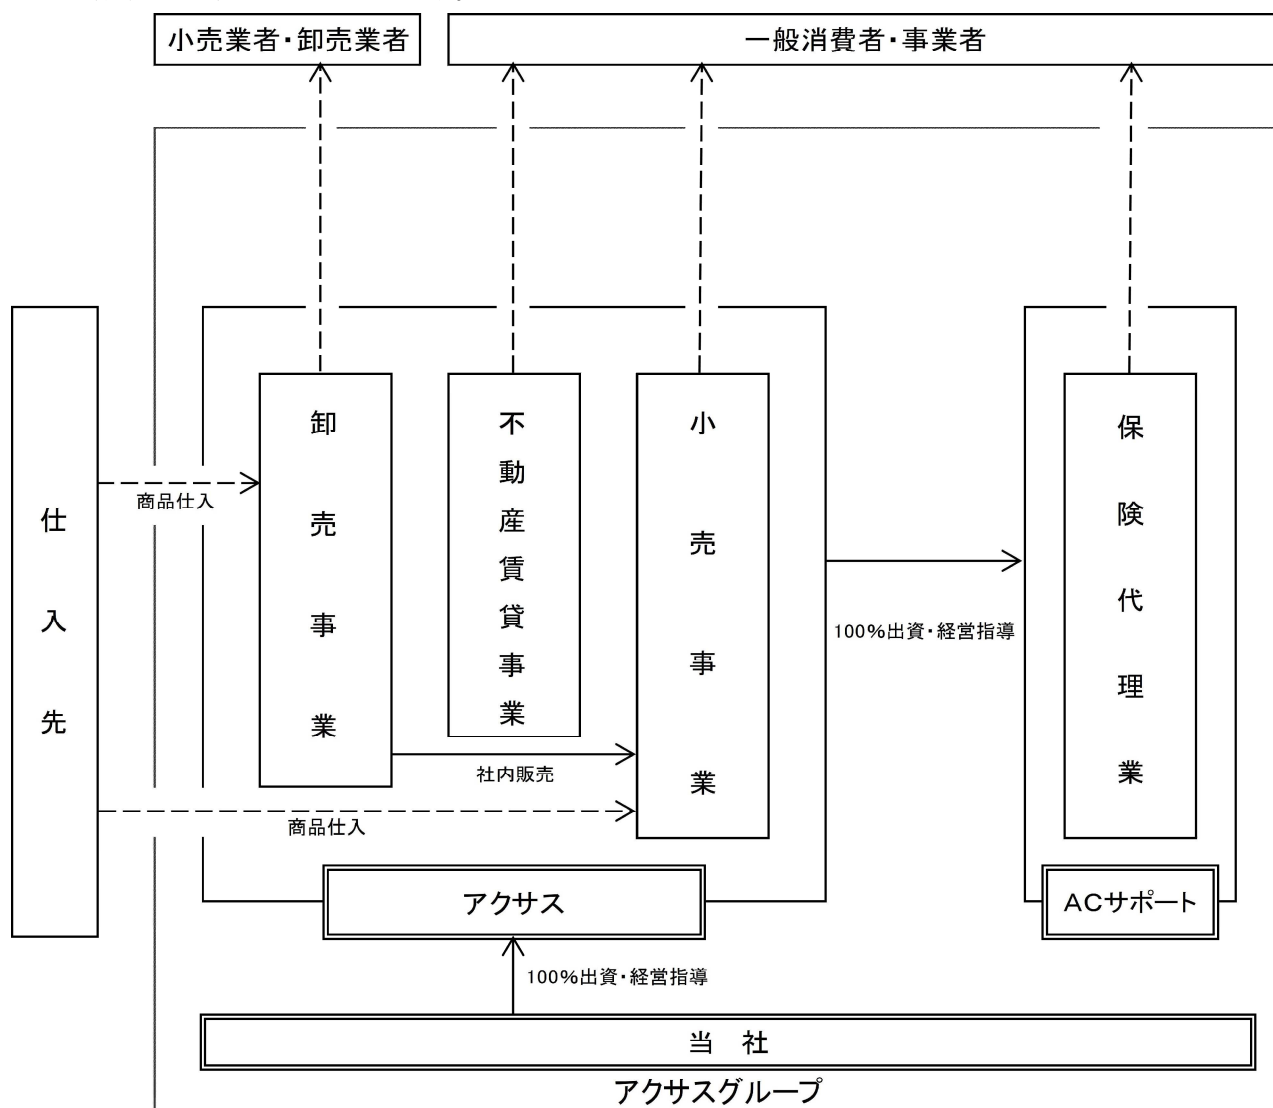 小売業者・卸売業者
一般消費者・事業者
仕入先
商品仕入
卸売事業
不動産賃貸事業
小売事業
社内販売
商品仕入
100%出資・経営指導
保険代理業
アクサス
ACサポート
100%出資・経営指導
当　社
アクサスグループ